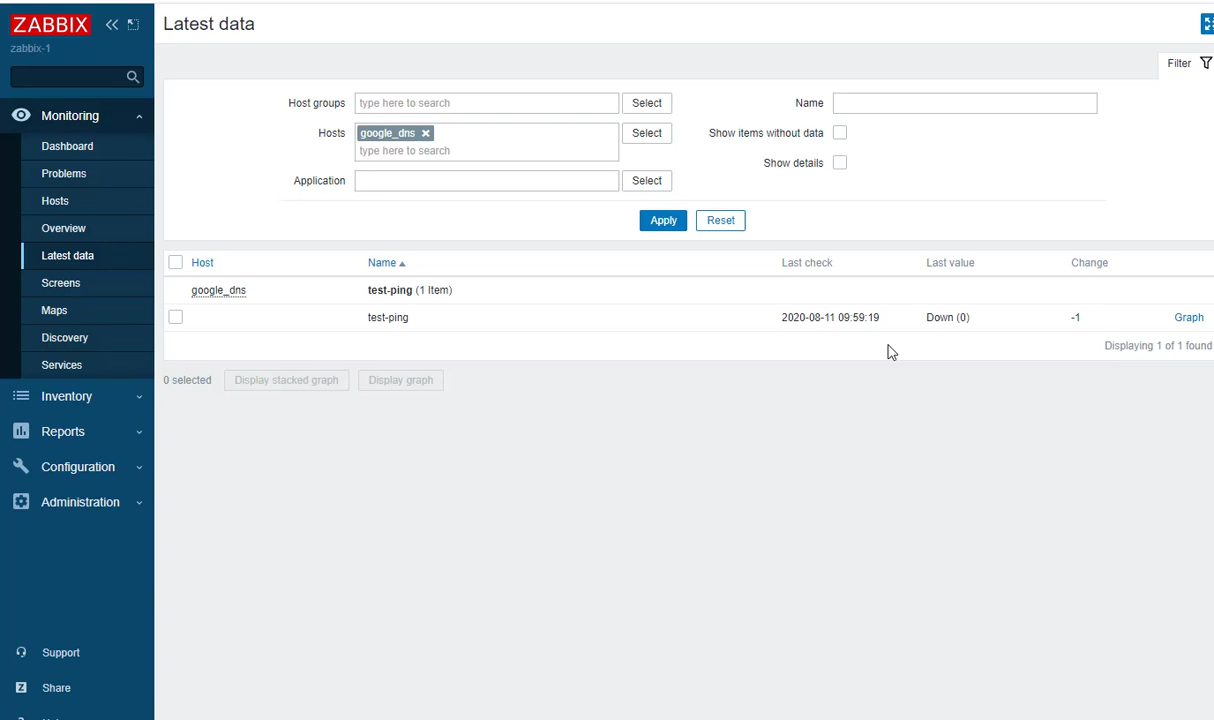 ZABBIX
zabbix-1
Monitoring
Dashboard
Problems
Hosts
Overview
Latest data
Screens
Maps
Discovery
Services
Inventory
Reports
Configuration
Administration
Support
Z Share
Latest data
Filter
Host groups type here to search Select
Name
Hosts google_dns type here to search Select
Show items without data
Show details
Application Select
Apply Reset
Host Name Last check Last value Change
google_dns test-ping (1 Item)
test-ping 2020-08-11 09:59:19 Down (0) -1 Graph
Displaying 1 of 1 found
0 selected Display stacked graph Display graph